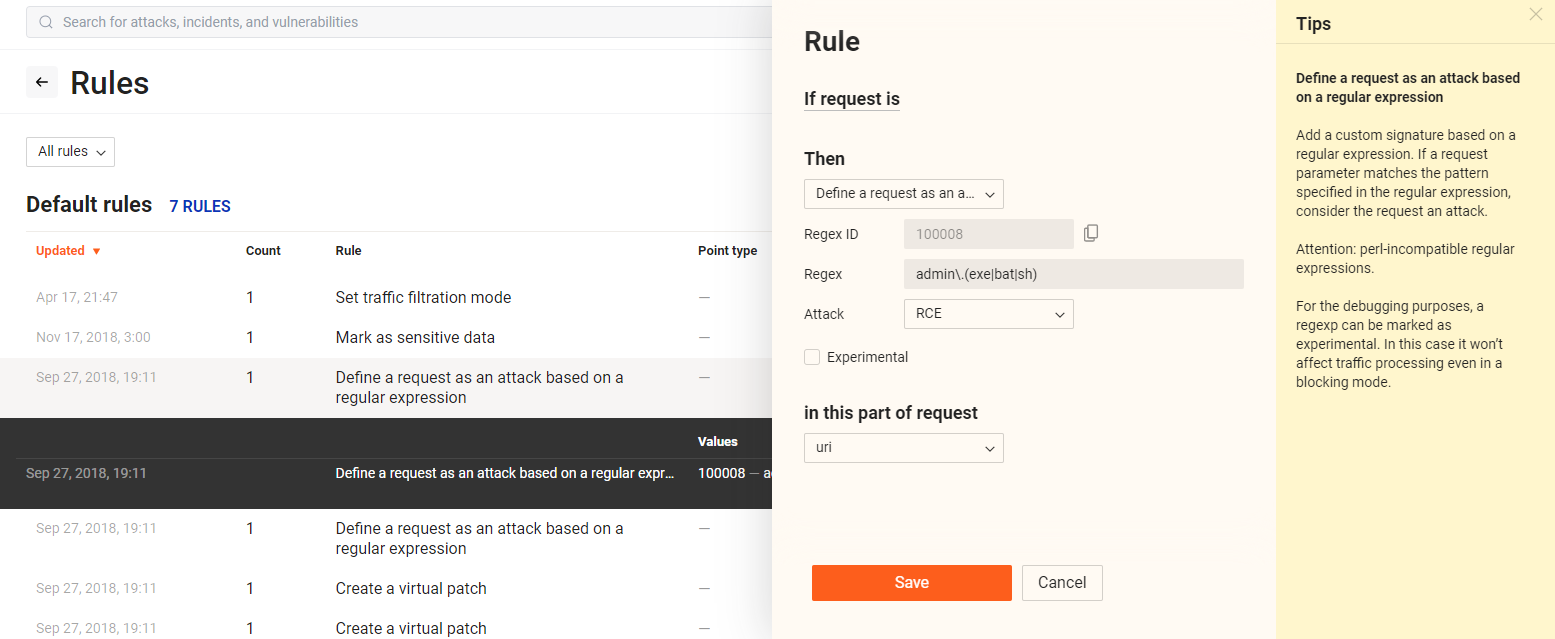 Search for attacks, incidents, and vulnerabilities
Rules
All rules
Default rules 7 RULES
Updated Count Rule Point type
Apr 17, 21:47 1 Set traffic filtration mode —
Nov 17, 2018, 3:00 1 Mark as sensitive data —
Sep 27, 2018, 19:11 1 Define a request as an attack based on a —
regular expression
Values
Sep 27, 2018, 19:11 Define a request as an attack based on a regular expr... 100008 — a
Sep 27, 2018, 19:11 1 Define a request as an attack based on a —
regular expression
Sep 27, 2018, 19:11 1 Create a virtual patch —
Sep 27, 2018, 19:11 1 Create a virtual patch —
Rule
If request is
Then
Define a request as an a...
Regex ID 100008
Regex admin\.(exe|bat|sh)
Attack RCE
Experimental
in this part of request
uri
Save Cancel
Tips
Define a request as an attack based
on a regular expression
Add a custom signature based on a
regular expression. If a request
parameter matches the pattern
specified in the regular expression,
consider the request an attack.
Attention: perl-incompatible regular
expressions.
For the debugging purposes, a
regexp can be marked as
experimental. In this case it won't
affect traffic processing even in a
blocking mode.